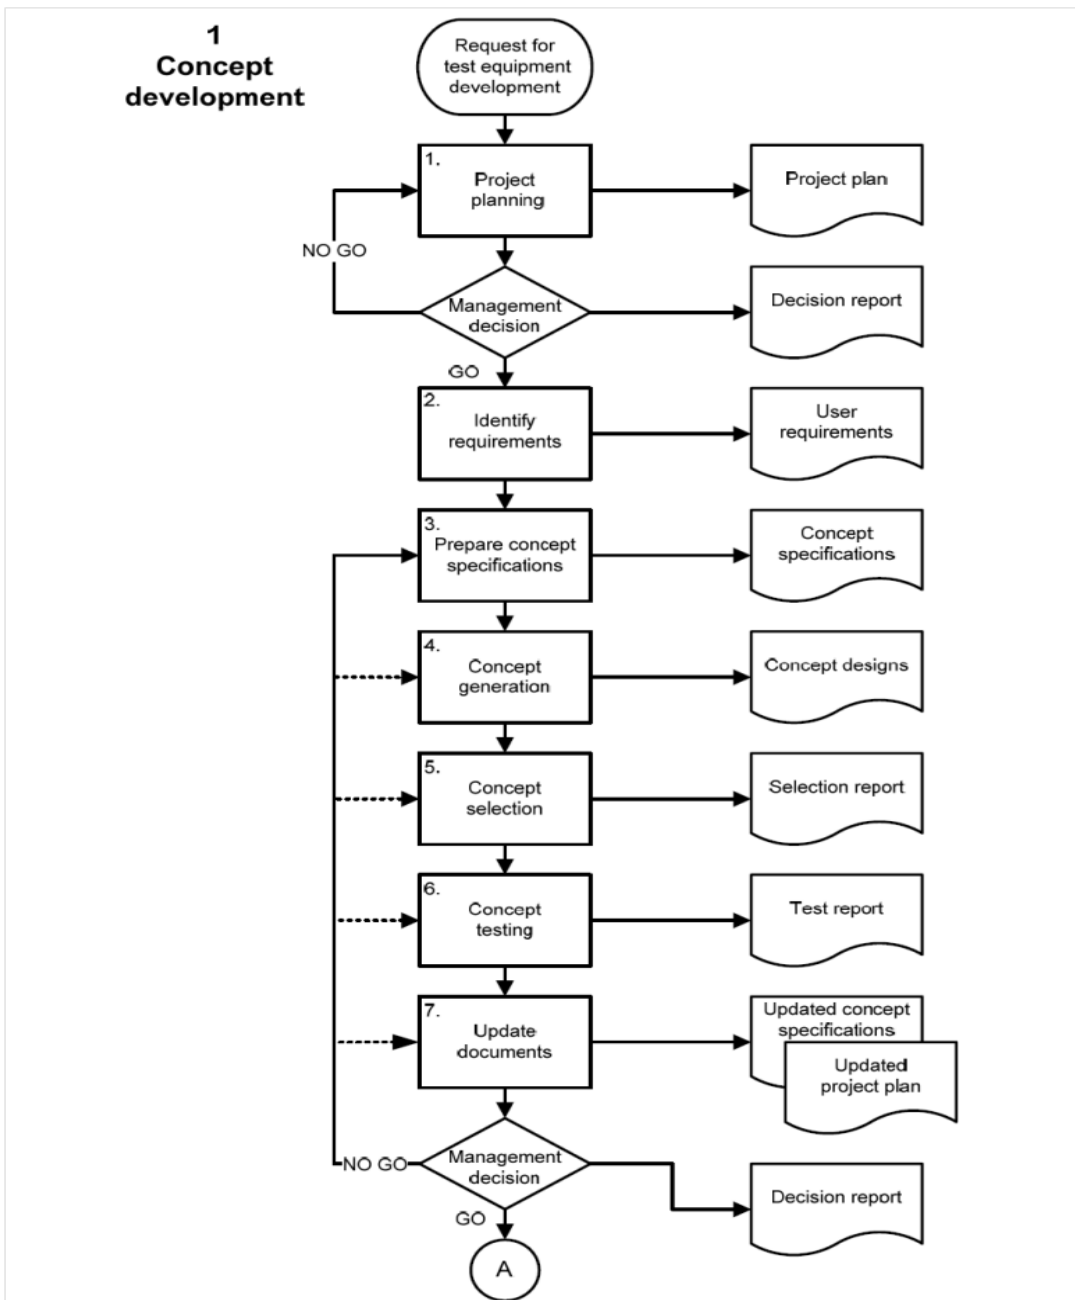 1
Concept
development
Request for
test equipment
development
1.
Project
planning
Project plan
NO GO
Management
decision
Decision report
GO
2.
Identify
requirements
User
requirements
3.
Prepare concept
specifications
Concept
specifications
4.
Concept
generation
Concept designs
5.
Concept
selection
Selection report
6.
Concept
testing
Test report
7.
Update
documents
Updated concept
specifications
Updated
project plan
NO GO
Management
decision
Decision report
GO
A